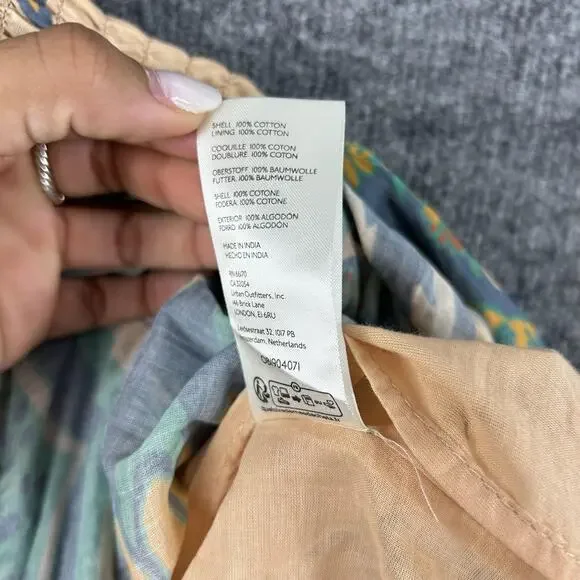 SHELL 100% COTTON
LINING 100% COTTON
COQUILLE 100% COTON
DOUBLURE 100% COTON
OBERSTOFF 100% BAUMWOLLE
FUTTER 100% BAUMWOLLE
SHELL 100% COTONE
FODERA 100% COTONE
EXTERIOR 100% ALGODÓN
FORRO 100% ALGODÓN
MADE IN INDIA
HECHO EN INDIA
RN 66170
CA 32054
Urban Outfitters, Inc.
46 Brick Lane
LONDON, E1 6RU
Leidsestraat 32, 1017 PB
Amsterdam, Netherlands